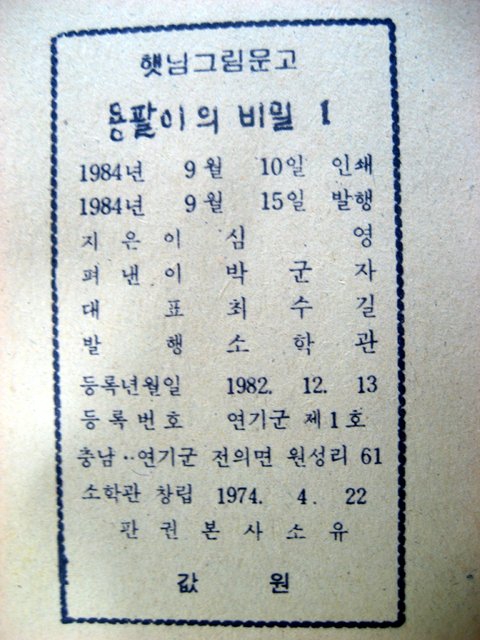 햇님그림문고
동팔이의 비밀 1
1984년 9월 10일 인쇄
1984년 9월 15일 발행
지은이 심 영
펴낸이 박군자
대표 최수길
발행 소학관
등록년월일 1982. 12. 13
등록번호 연기군 제1호
충남··연기군 전의면 원성리 61
소학관 창립 1974. 4. 22
판권본사소유
값 원